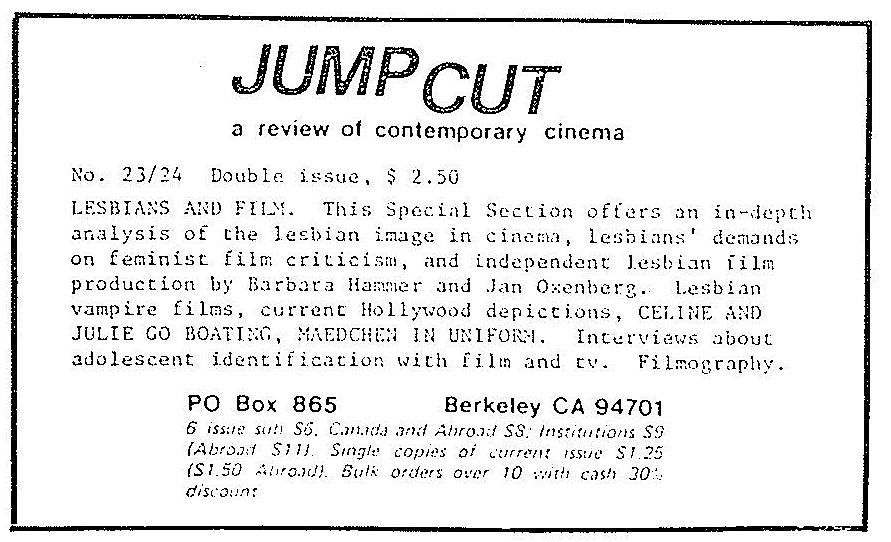 JUMP CUT
a review of contemporary cinema
No. 23/24 Double issue, $ 2.50
LESBIANS AND FILM. This Special Section offers an in-depth
analysis of the lesbian image in cinema, lesbians' demands
on feminist film criticism, and independent lesbian film
production by Barbara Hammer and Jan Oxenberg. Lesbian
vampire films, current Hollywood depictions, CELINE AND
JULIE GO BOATING, MAEDCHEN IN UNIFORM. Interviews about
adolescent identification with film and tv. Filmography.
PO Box 865 Berkeley CA 94701
6 issue sub $6. Canada and Abroad $8; Institutions $9
(Abroad $11). Single copies of current issue $1.25
($1.50 Abroad). Bulk orders over 10 with cash 30%
discount